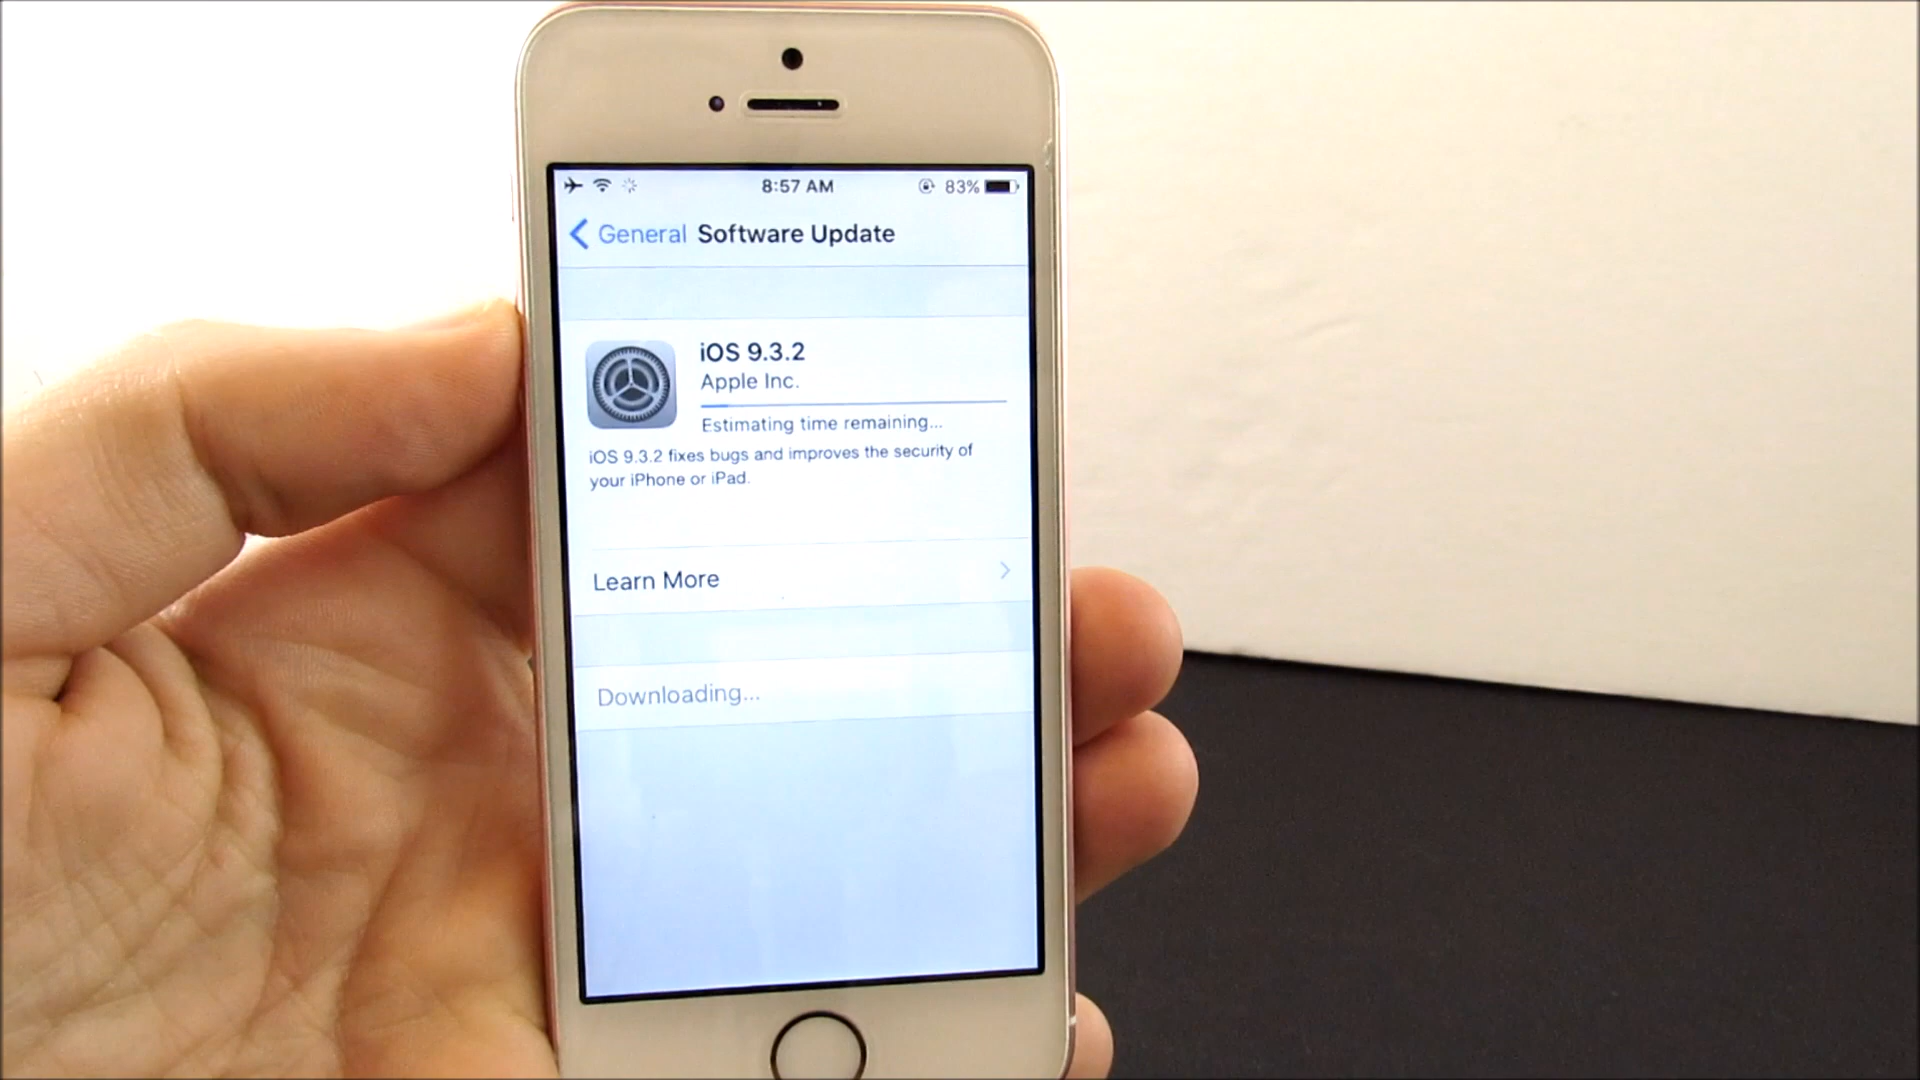 8:57 AM 83%
General Software Update
iOS 9.3.2
Apple Inc.
Estimating time remaining...
iOS 9.3.2 fixes bugs and improves the security of
your iPhone or iPad.
Learn More
Downloading...